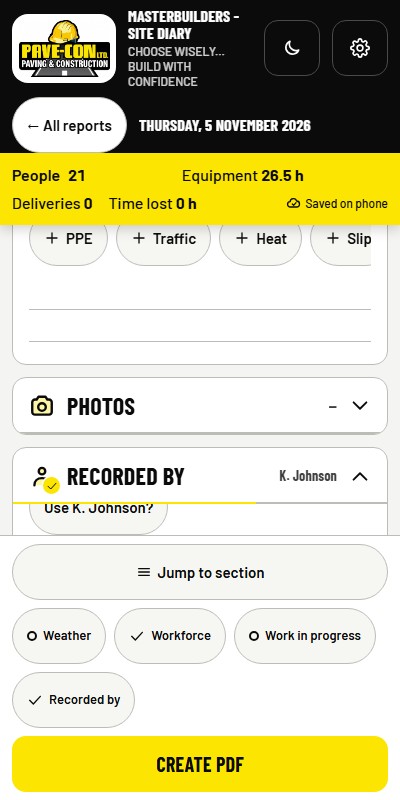 PAVE-CON LTD.
PAVING & CONSTRUCTION
MASTERBUILDERS -
SITE DIARY
CHOOSE WISELY...
BUILD WITH
CONFIDENCE
← All reports
THURSDAY, 5 NOVEMBER 2026
People 21
Equipment 26.5 h
Deliveries 0 Time lost 0 h
Saved on phone
+ PPE
+ Traffic
+ Heat
+ Slip
PHOTOS
–
RECORDED BY
K. Johnson
Use K. Johnson?
Jump to section
Weather
Workforce
Work in progress
Recorded by
CREATE PDF